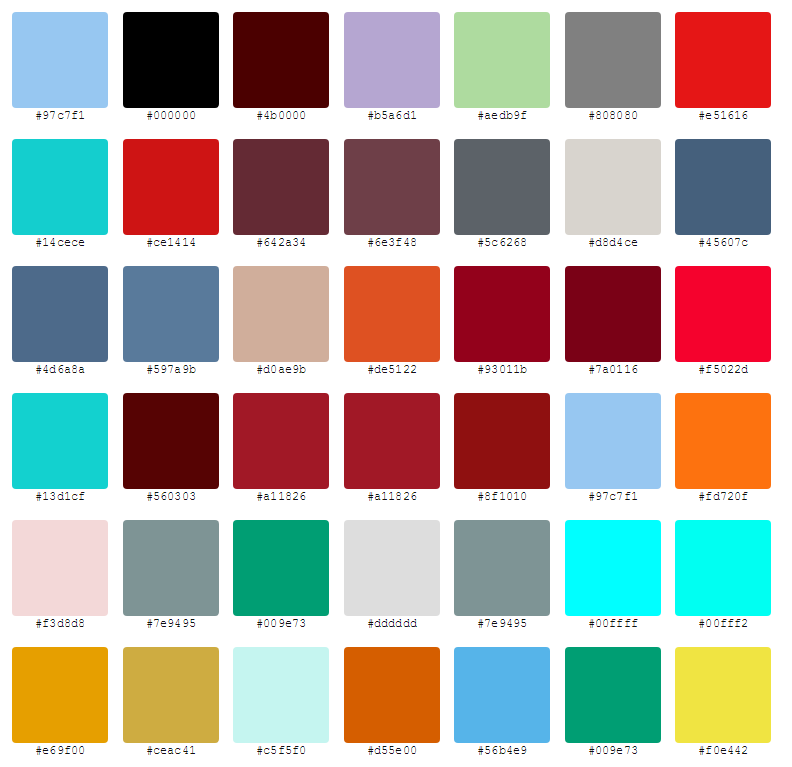 #97c7f1 #000000 #4b0000 #b5a6d1 #aedb9f #808080 #e51616
#14cece #ce1414 #642a34 #6e3f48 #5c6268 #d8d4ce #45607c
#4d6a8a #597a9b #d0ae9b #de5122 #93011b #7a0116 #f5022d
#13d1cf #560303 #a11826 #a11826 #8f1010 #97c7f1 #fd720f
#f3d8d8 #7e9495 #009e73 #dddddd #7e9495 #00ffff #00fff2
#e69f00 #ceac41 #c5f5f0 #d55e00 #56b4e9 #009e73 #f0e442